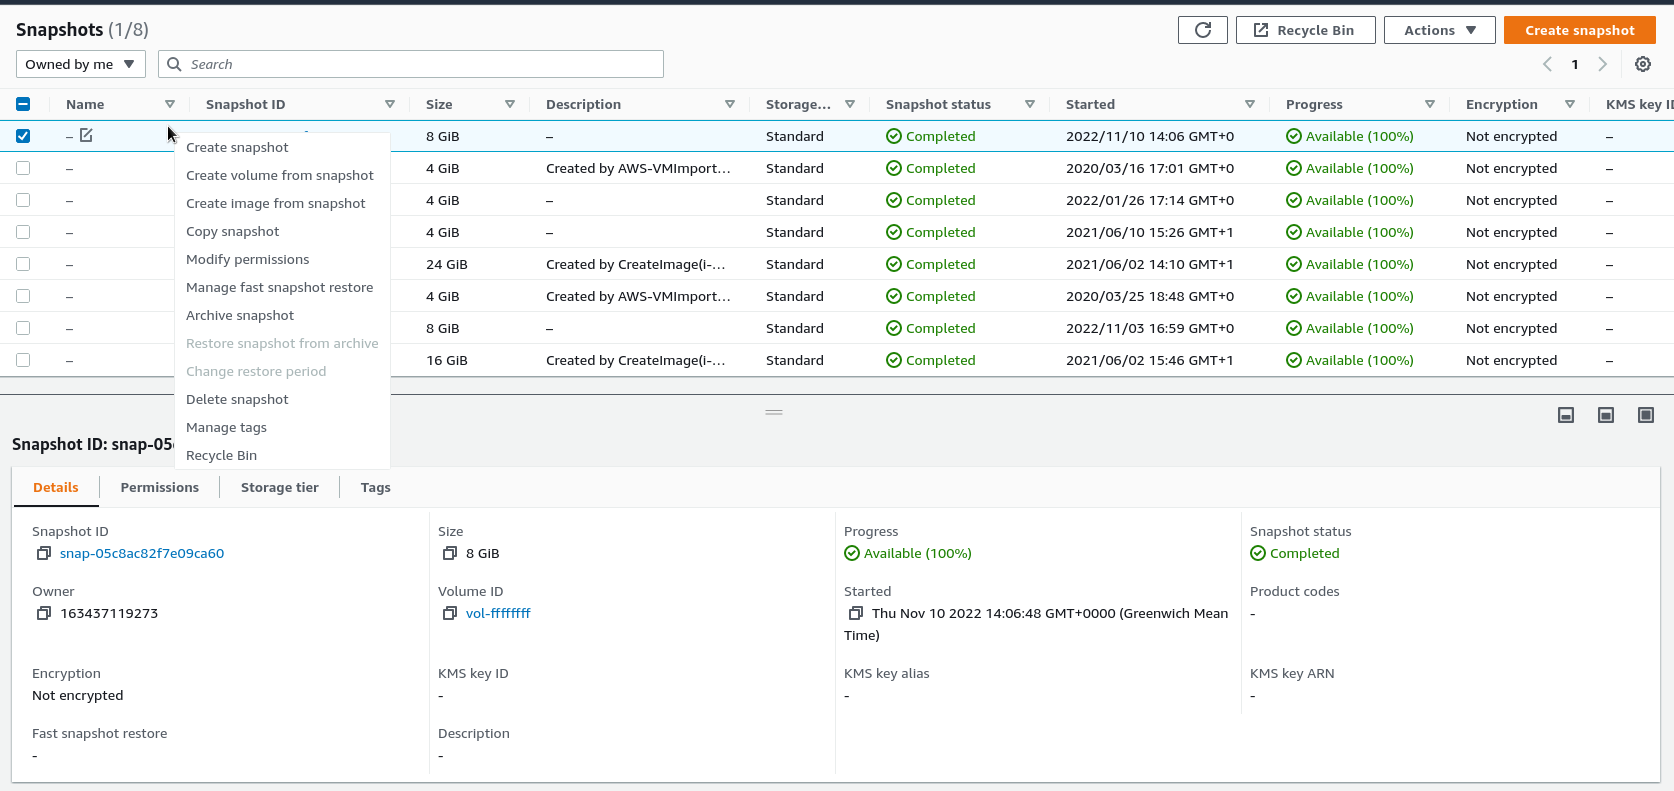 Snapshots (1/8)
Recycle Bin
Actions
Create snapshot
Owned by me
Search
1
Name Snapshot ID Size Description Storage... Snapshot status Started Progress Encryption KMS key ID
– 8 GiB – Standard Completed 2022/11/10 14:06 GMT+0 Available (100%) Not encrypted –
– 4 GiB Created by AWS-VMImport... Standard Completed 2020/03/16 17:01 GMT+0 Available (100%) Not encrypted –
– 4 GiB – Standard Completed 2022/01/26 17:14 GMT+0 Available (100%) Not encrypted –
– 4 GiB – Standard Completed 2021/06/10 15:26 GMT+1 Available (100%) Not encrypted –
– 24 GiB Created by CreateImage(i-... Standard Completed 2021/06/02 14:10 GMT+1 Available (100%) Not encrypted –
– 4 GiB Created by AWS-VMImport... Standard Completed 2020/03/25 18:48 GMT+0 Available (100%) Not encrypted –
– 8 GiB – Standard Completed 2022/11/03 16:59 GMT+0 Available (100%) Not encrypted –
– 16 GiB Created by CreateImage(i-... Standard Completed 2021/06/02 15:46 GMT+1 Available (100%) Not encrypted –
Create snapshot
Create volume from snapshot
Create image from snapshot
Copy snapshot
Modify permissions
Manage fast snapshot restore
Archive snapshot
Restore snapshot from archive
Change restore period
Delete snapshot
Manage tags
Recycle Bin
Snapshot ID: snap-05
Details Permissions Storage tier Tags
Snapshot ID
snap-05c8ac82f7e09ca60
Size
8 GiB
Progress
Available (100%)
Snapshot status
Completed
Owner
163437119273
Volume ID
vol-ffffffff
Started
Thu Nov 10 2022 14:06:48 GMT+0000 (Greenwich Mean
Time)
Product codes
-
Encryption
Not encrypted
KMS key ID
-
KMS key alias
-
KMS key ARN
-
Fast snapshot restore
-
Description
-